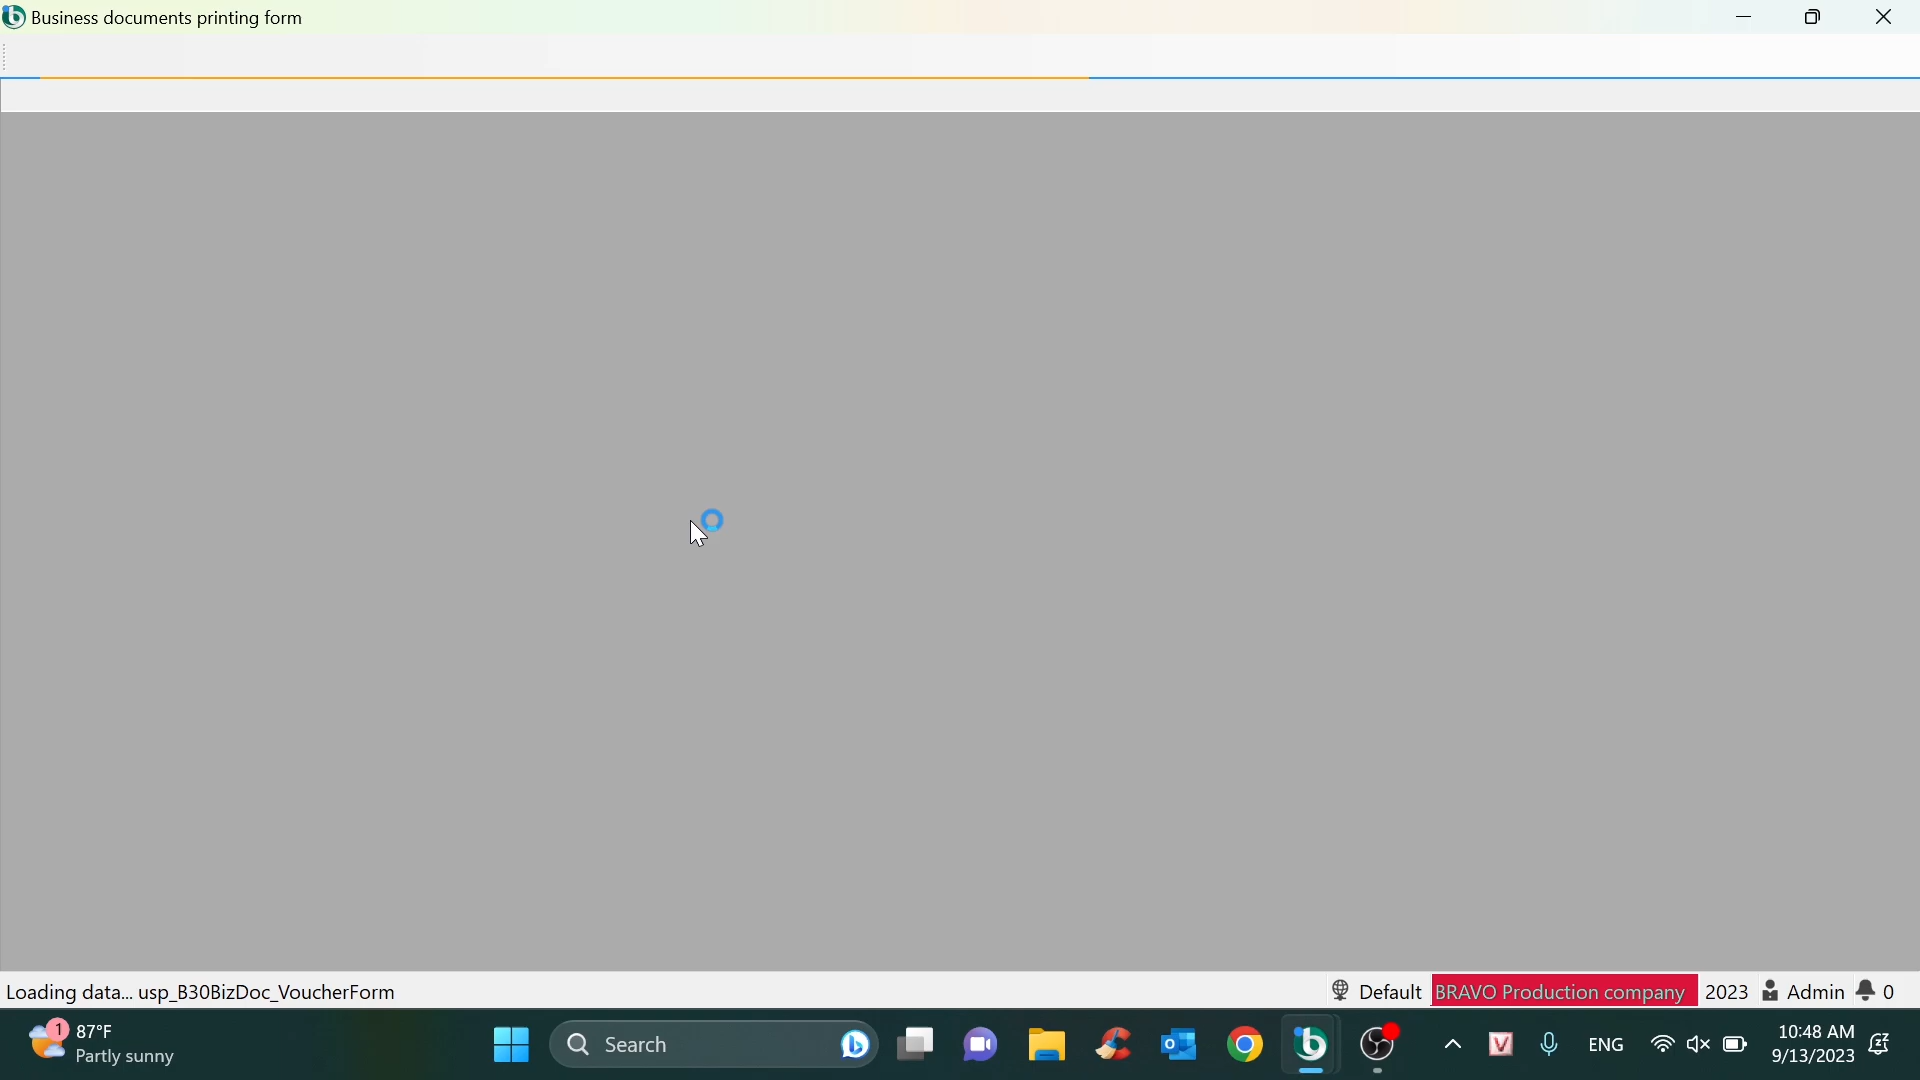 Business documents printing form
Loading data... usp_B30BizDoc_VoucherForm
Default
BRAVO Production company
2023
Admin
0
1
87°F
Partly sunny
Search
ENG
10:48 AM
9/13/2023